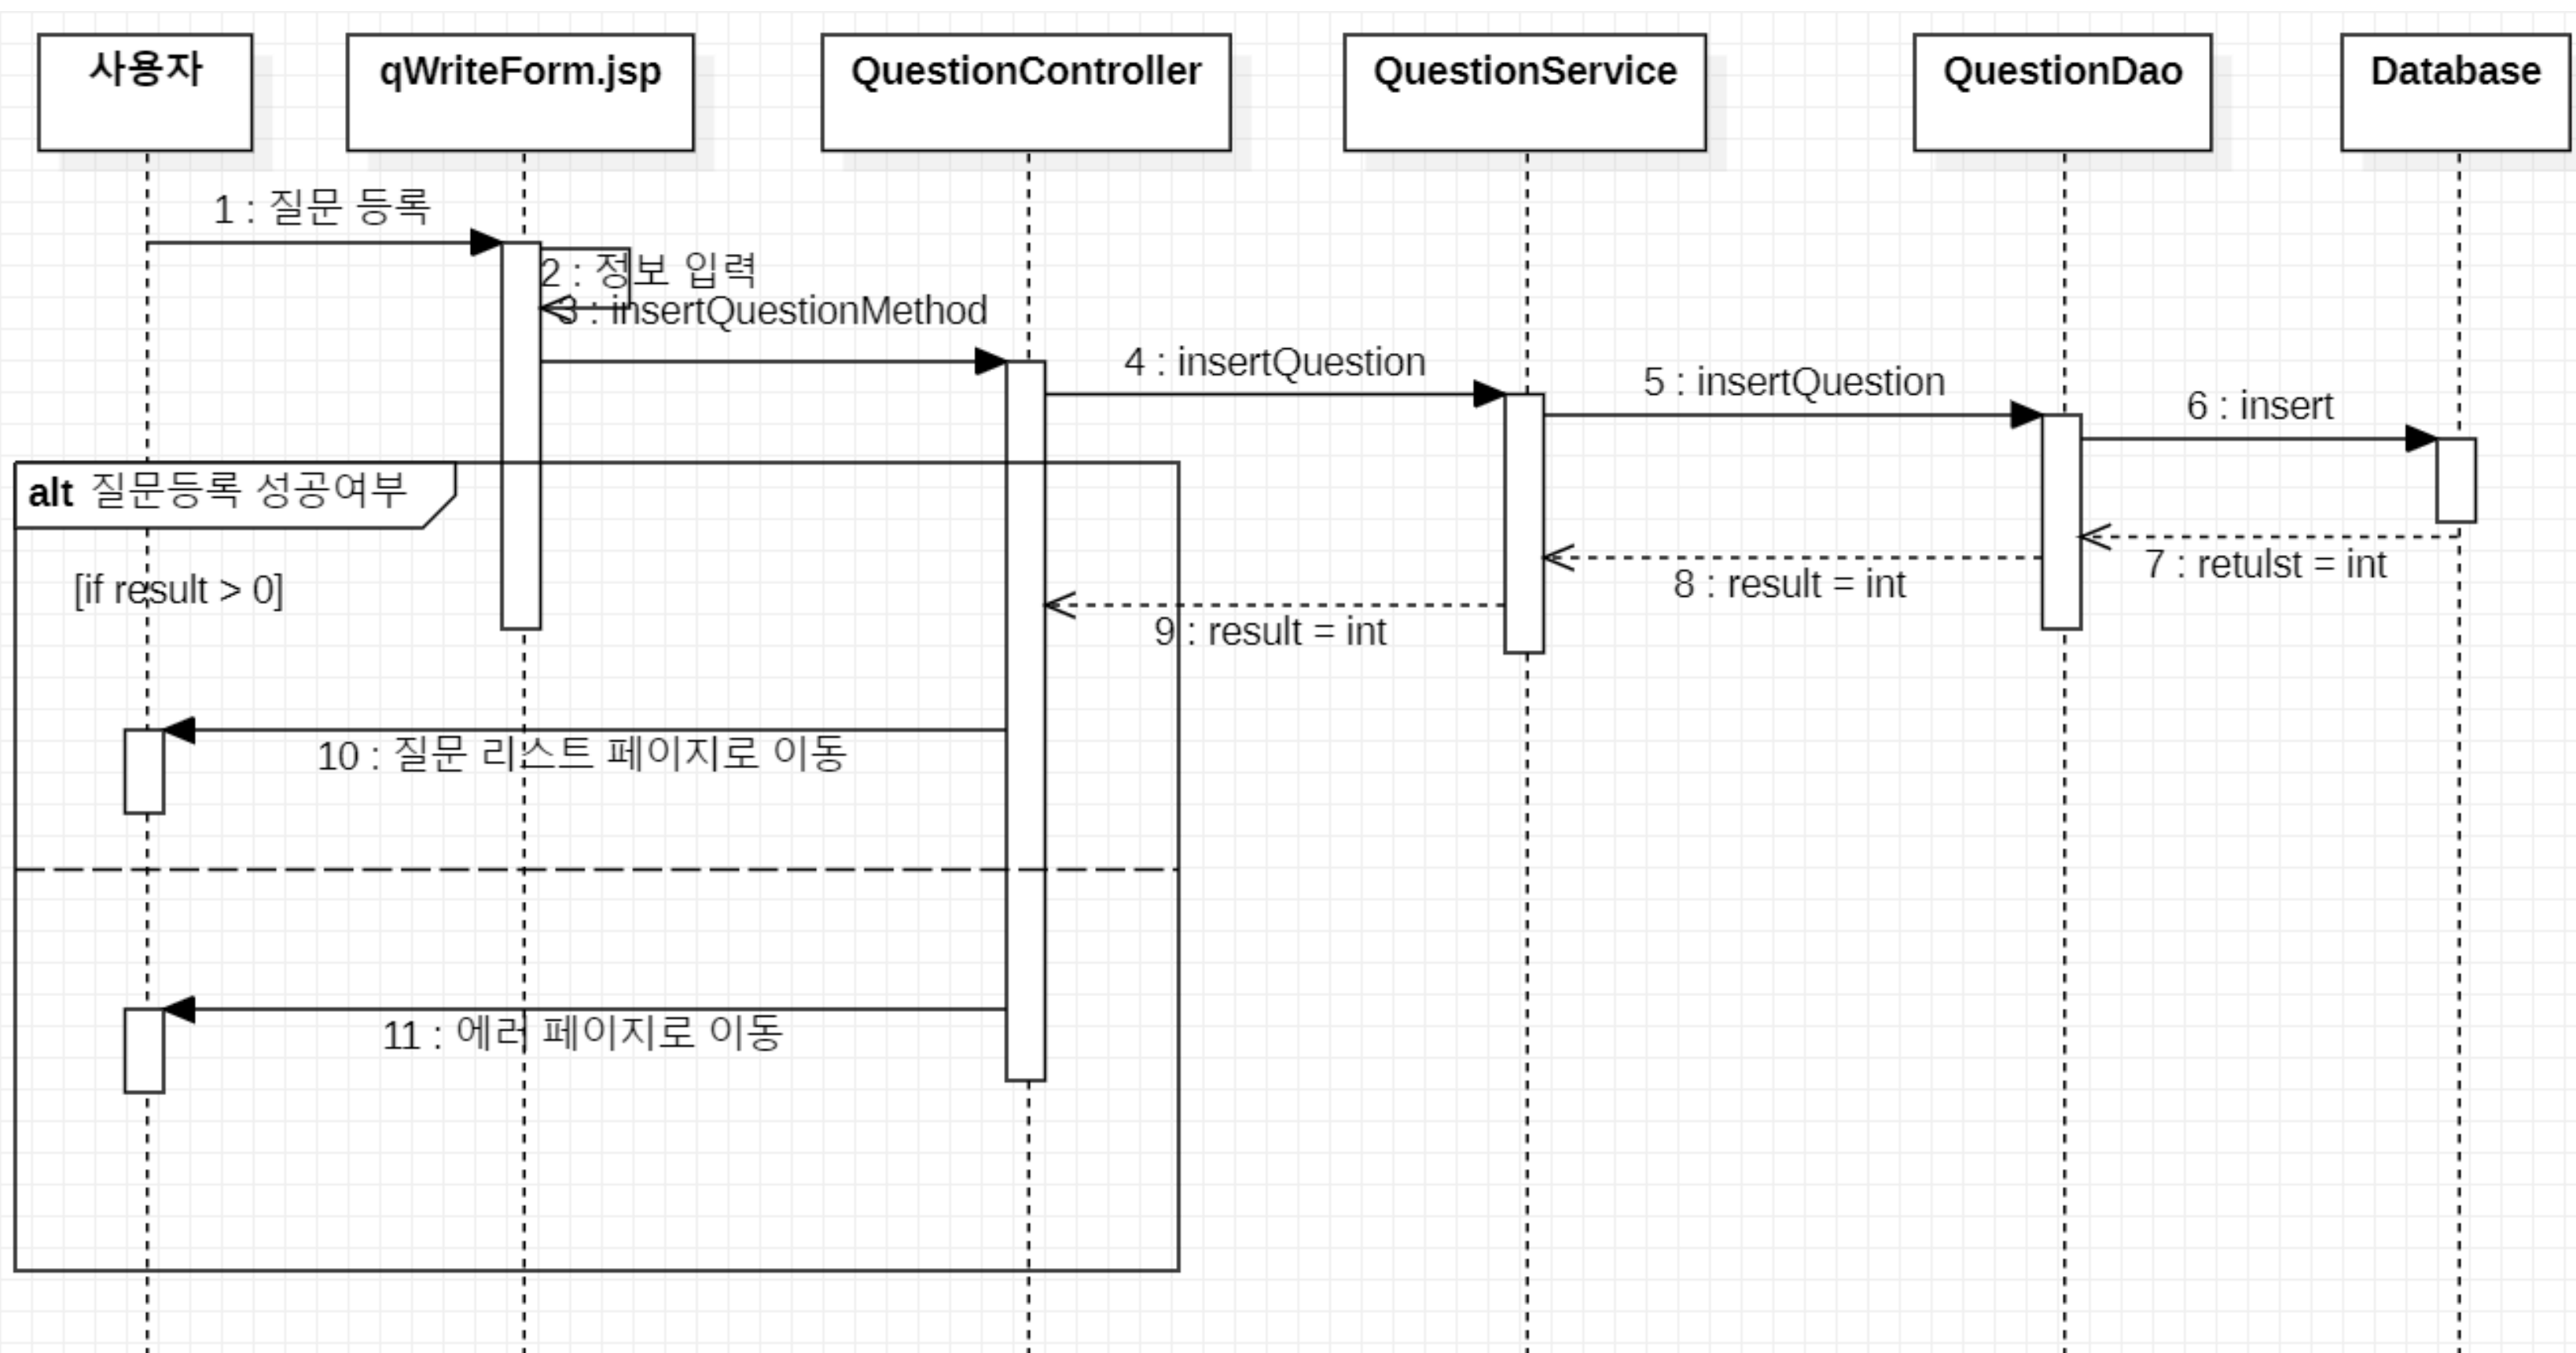 사용자
qWriteForm.jsp
QuestionController
QuestionService
QuestionDao
Database
1 : 질문 등록
2 : 정보 입력
3 : insertQuestionMethod
4 : insertQuestion
5 : insertQuestion
6 : insert
alt 질문등록 성공여부
7 : retulst = int
8 : result = int
[if result > 0]
9 : result = int
10 : 질문 리스트 페이지로 이동
11 : 에러 페이지로 이동